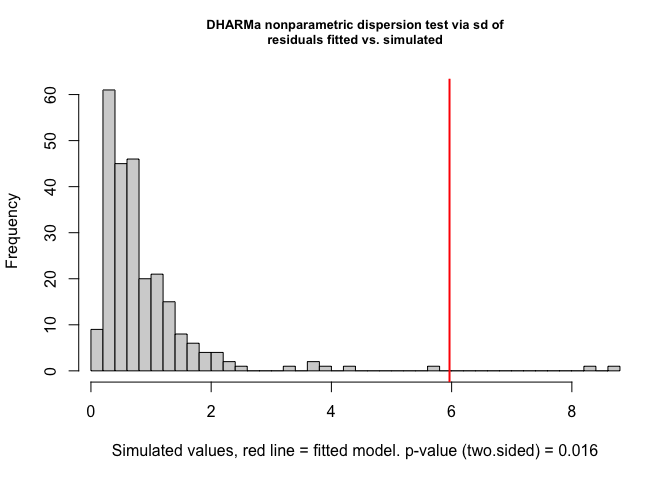 DHARMa nonparametric dispersion test via sd of
residuals fitted vs. simulated
Frequency
60
50
40
30
20
10
0
0 2 4 6 8
Simulated values, red line = fitted model. p-value (two.sided) = 0.016